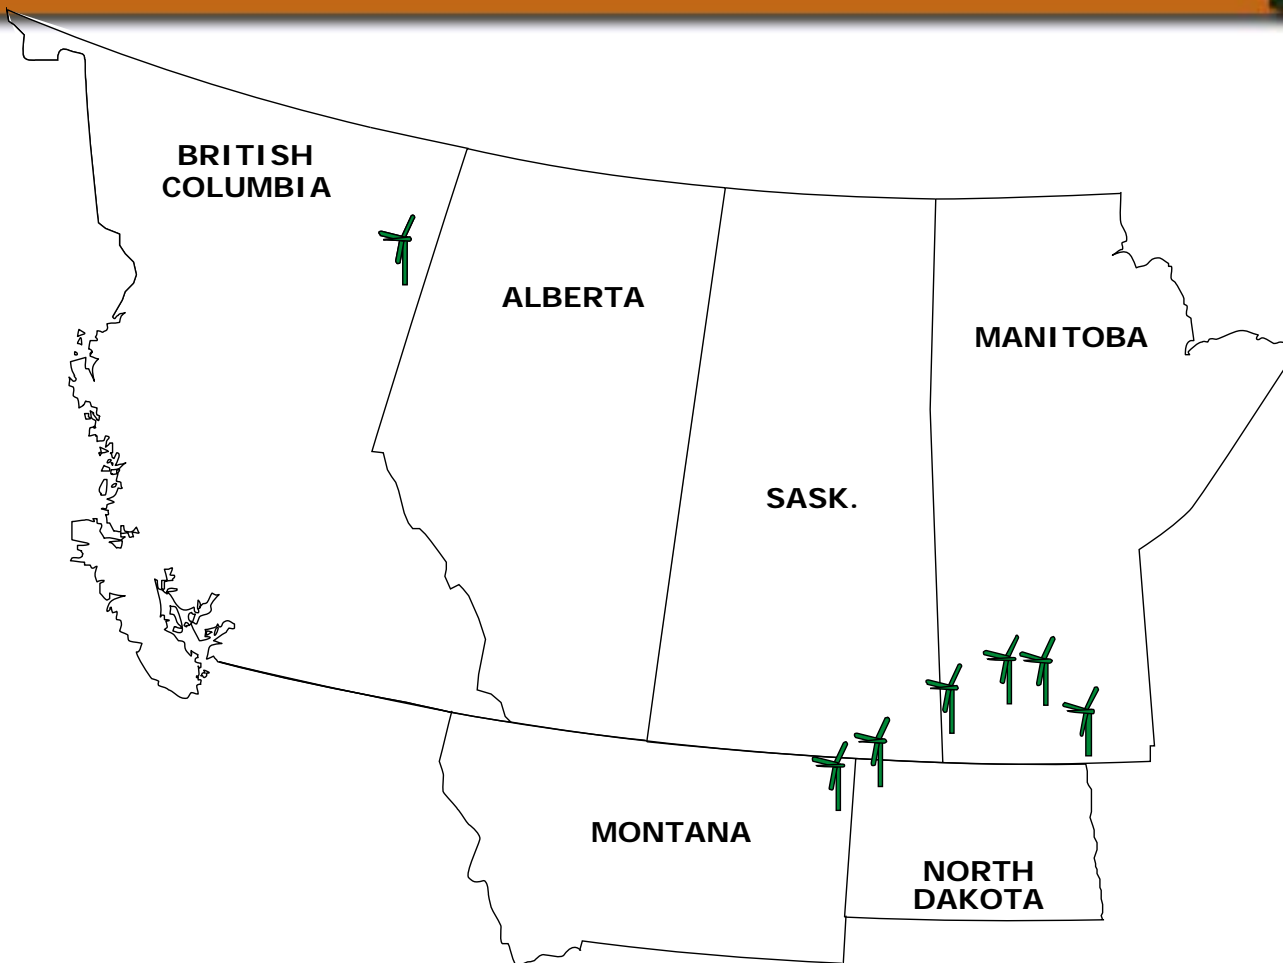 BRITISH
COLUMBIA
ALBERTA
MANITOBA
SASK.
MONTANA
NORTH
DAKOTA